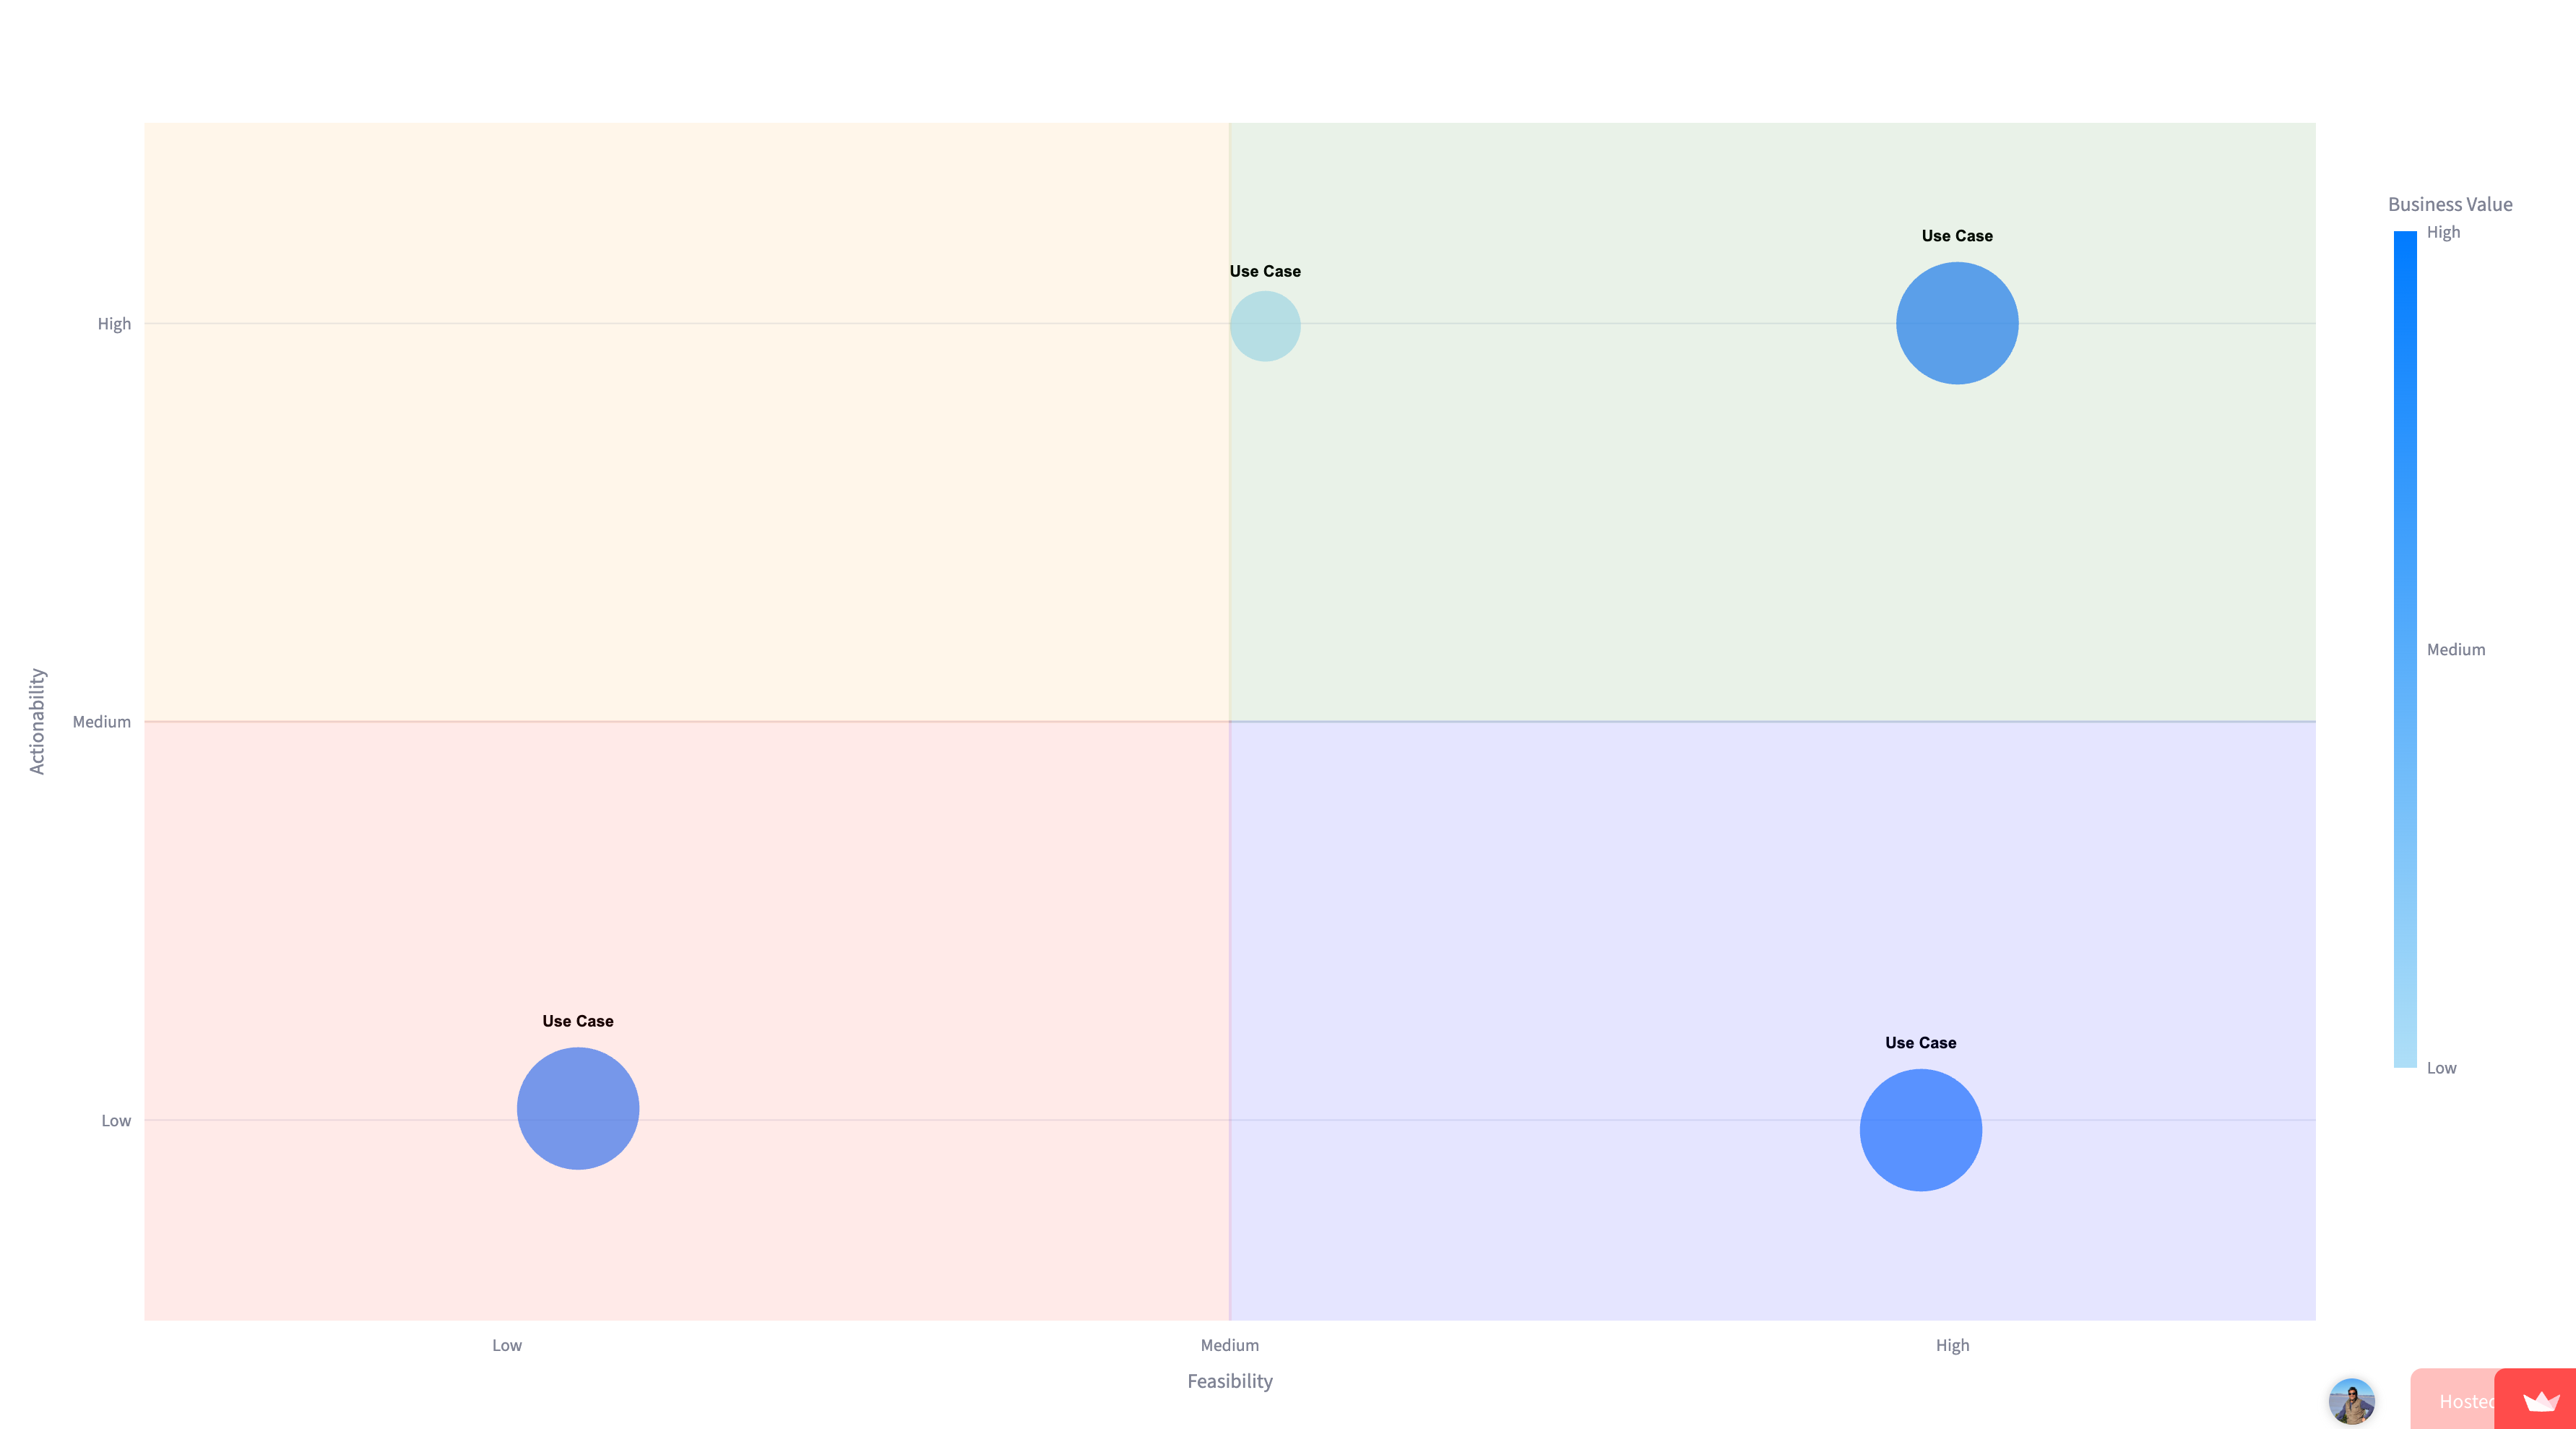 Business Value
High
Use Case
Use Case
High
Actionability
Medium
Medium
Use Case
Use Case
Low
Low
Low
Medium
High
Feasibility